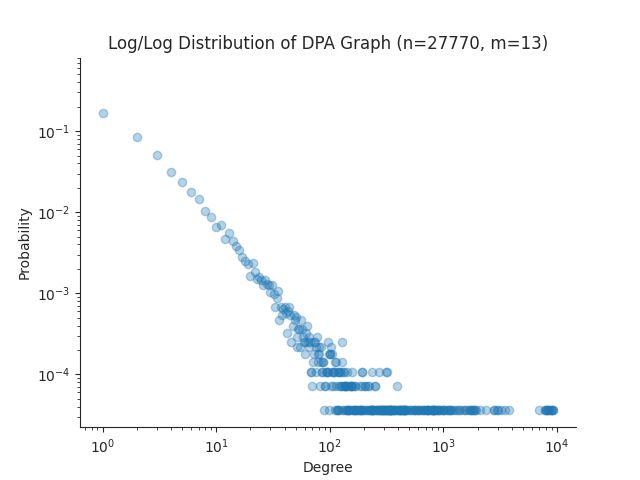 Log/Log Distribution of DPA Graph (n=27770, m=13)
Probability
10⁻¹
10⁻²
10⁻³
10⁻⁴
10⁰ 10¹ 10² 10³ 10⁴
Degree